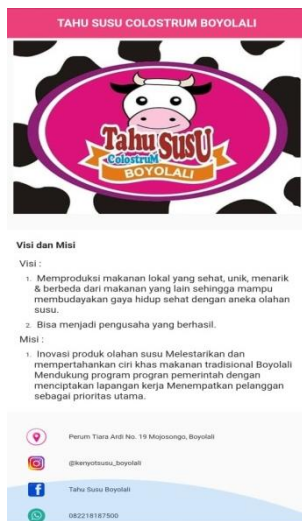 TAHU SUSU COLOSTRUM BOYOLALI
Tahu SusU
ColostruM
BOYOLALI
Visi dan Misi
Visi :
1. Memproduksi makanan lokal yang sehat, unik, menarik
& berbeda dari makanan yang lain sehingga mampu
membudayakan gaya hidup sehat dengan aneka olahan
susu.
2. Bisa menjadi pengusaha yang berhasil.
Misi :
1. Inovasi produk olahan susu Melestarikan dan
mempertahankan ciri khas makanan tradisional Boyolali
Mendukung program progran pemerintah dengan
menciptakan lapangan kerja Menempatkan pelanggan
sebagai prioritas utama.
Perum Tiara Ardi No. 19 Mojosongo, Boyolali
@kenyotsusu_boyolali
Tahu Susu Boyolali
082218187500